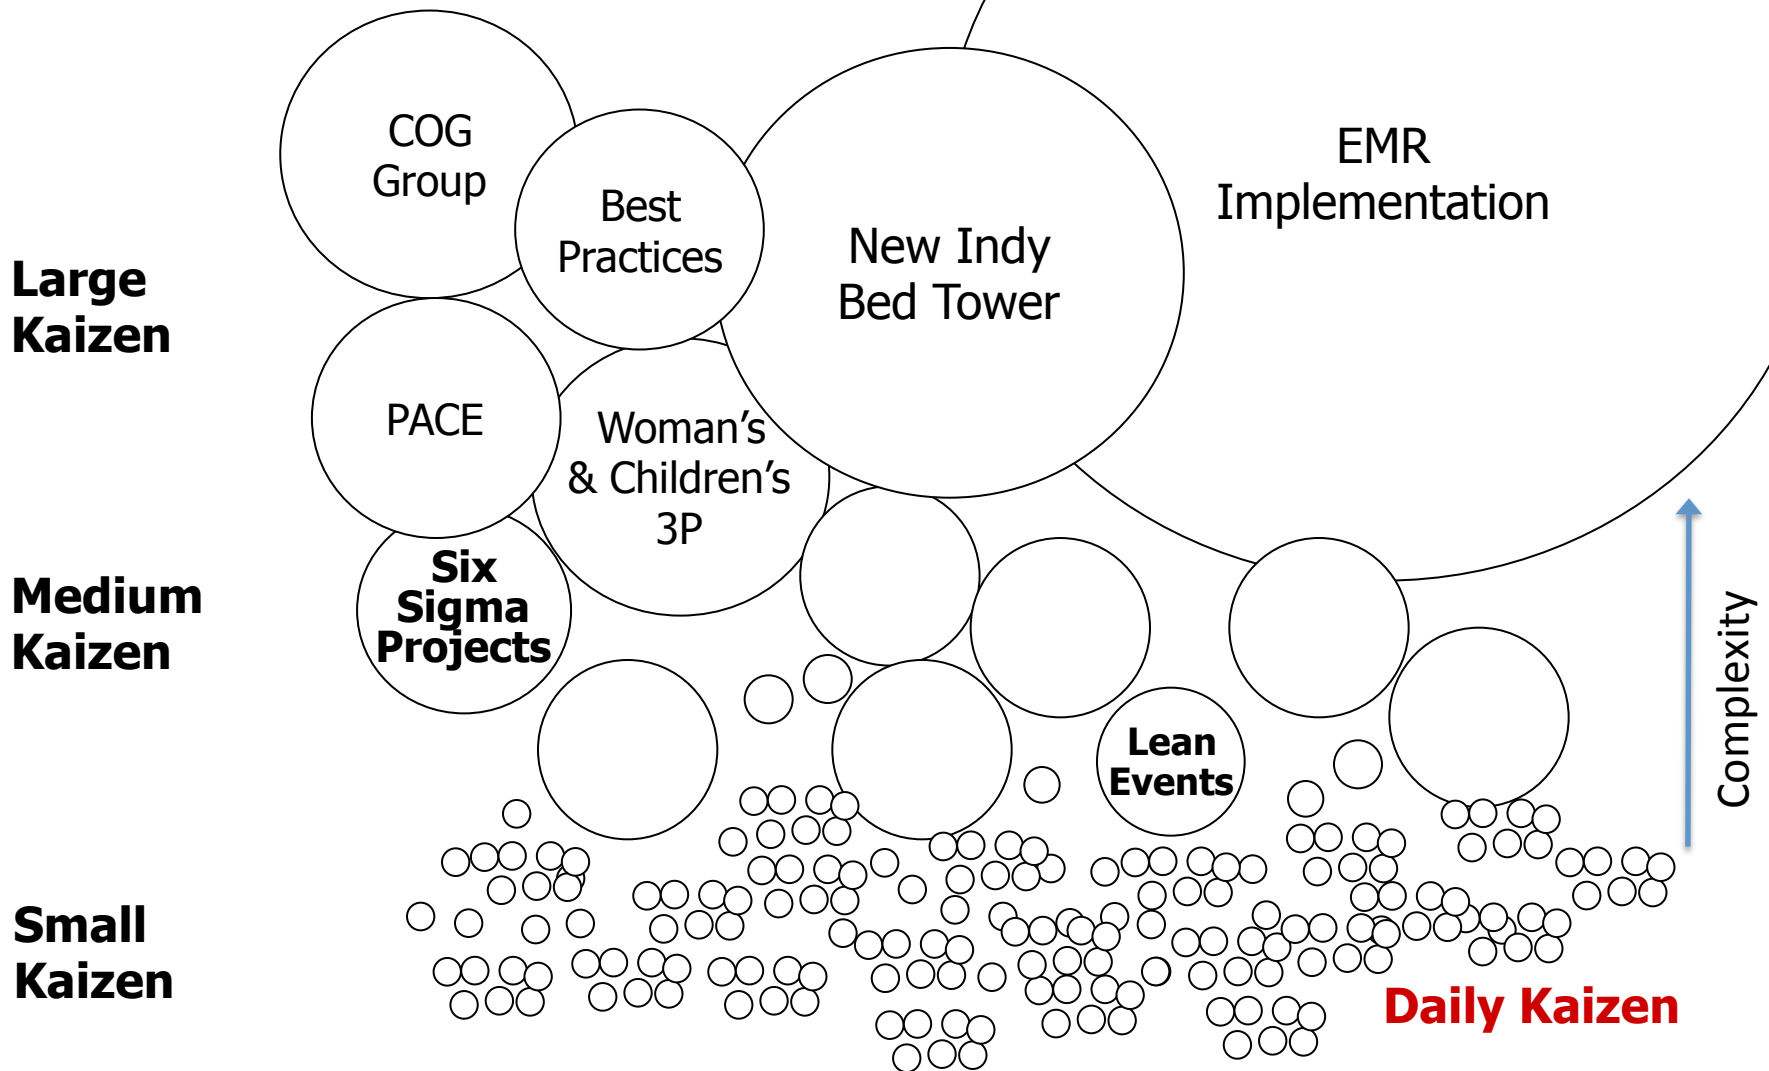 COG
Group
Best
Practices
New Indy
Bed Tower
EMR
Implementation
Large
Kaizen
PACE
Woman’s
& Children’s
3P
Six
Sigma
Projects
Medium
Kaizen
Lean
Events
Complexity
Small
Kaizen
Daily Kaizen